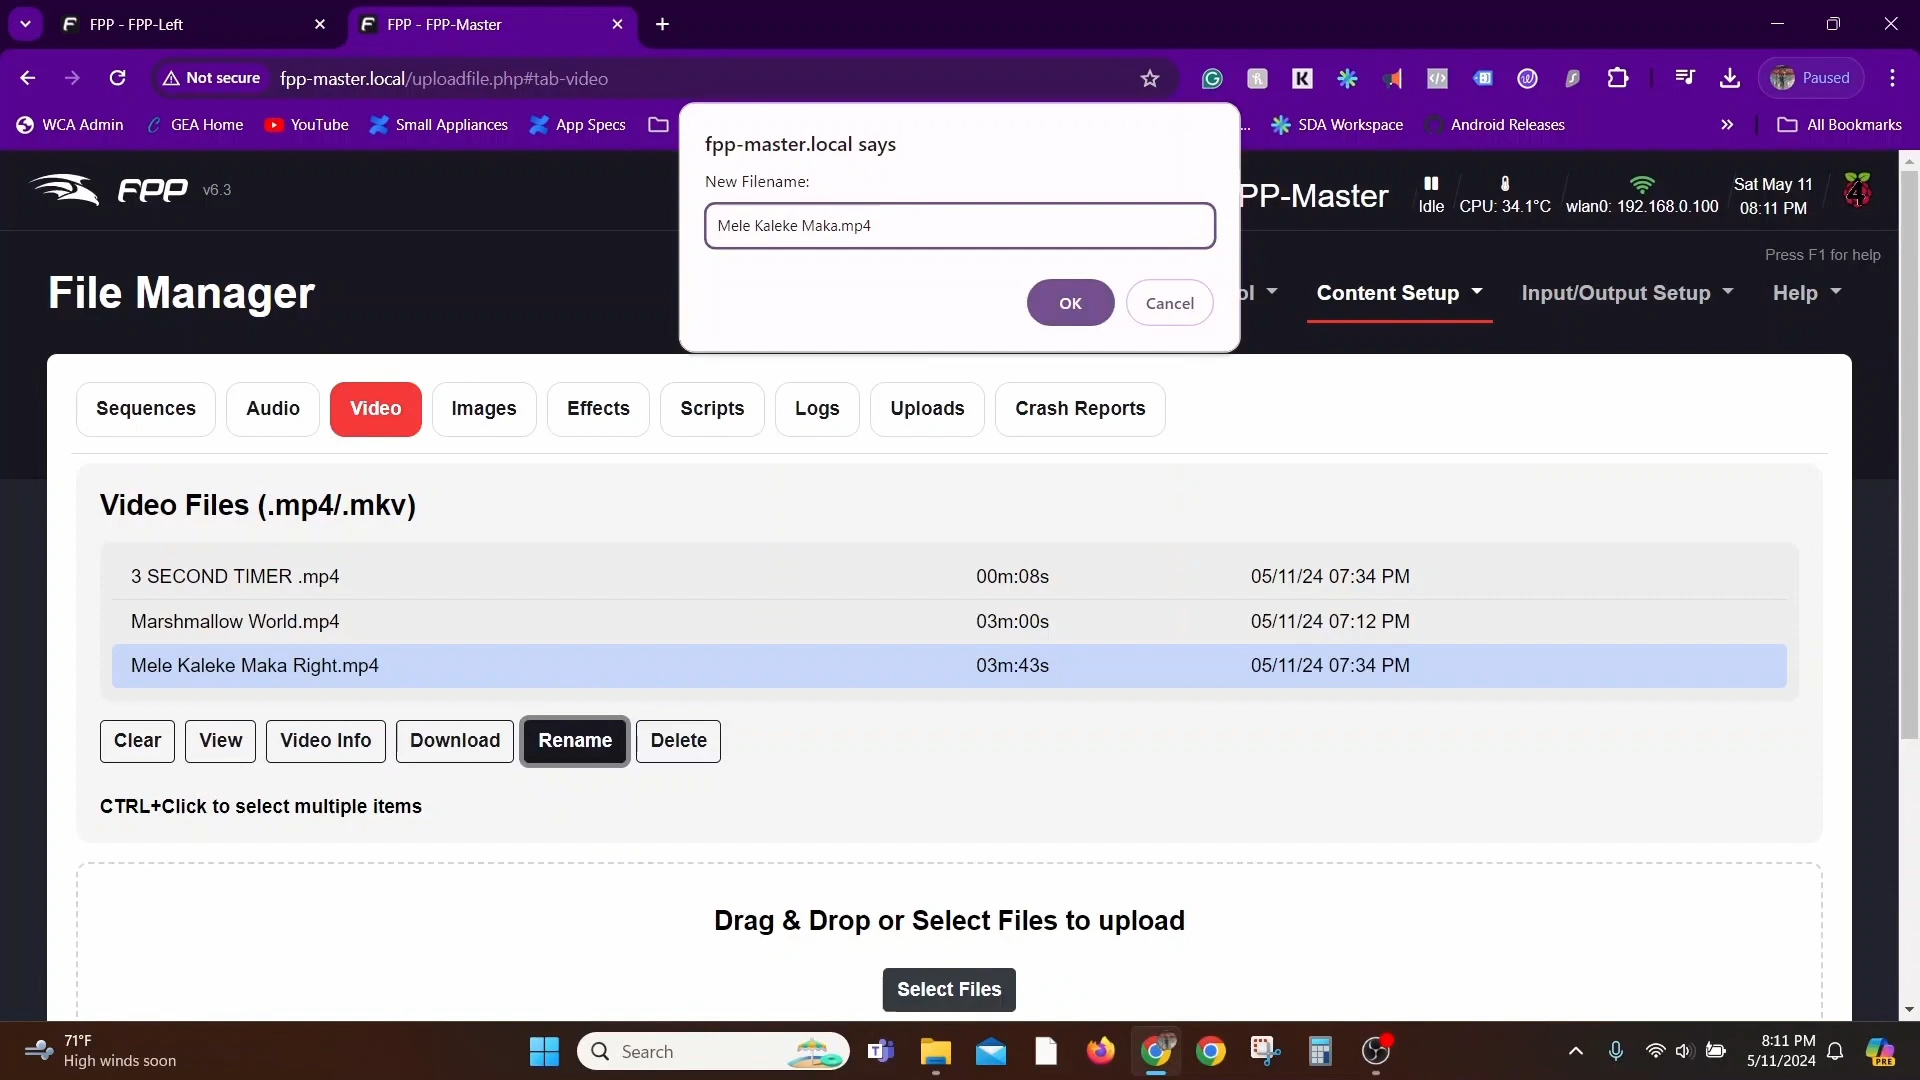 FPP - FPP-Left
FPP - FPP-Master
Not secure
fpp-master.local/uploadfile.php#tab-video
Paused
WCA Admin
GEA Home
YouTube
Small Appliances
App Specs
...
SDA Workspace
Android Releases
All Bookmarks
fpp-master.local says
New Filename:
Mele Kaleke Maka.mp4
OK
Cancel
FPP v6.3
PP-Master
Idle
CPU: 34.1°C
wlan0: 192.168.0.100
Sat May 11
08:11 PM
Press F1 for help
File Manager
ol
Content Setup
Input/Output Setup
Help
Sequences
Audio
Video
Images
Effects
Scripts
Logs
Uploads
Crash Reports
Video Files (.mp4/.mkv)
3 SECOND TIMER .mp4 00m:08s 05/11/24 07:34 PM
Marshmallow World.mp4 03m:00s 05/11/24 07:12 PM
Mele Kaleke Maka Right.mp4 03m:43s 05/11/24 07:34 PM
Clear
View
Video Info
Download
Rename
Delete
CTRL+Click to select multiple items
Drag & Drop or Select Files to upload
Select Files
71°F
High winds soon
Search
8:11 PM
5/11/2024
PRE